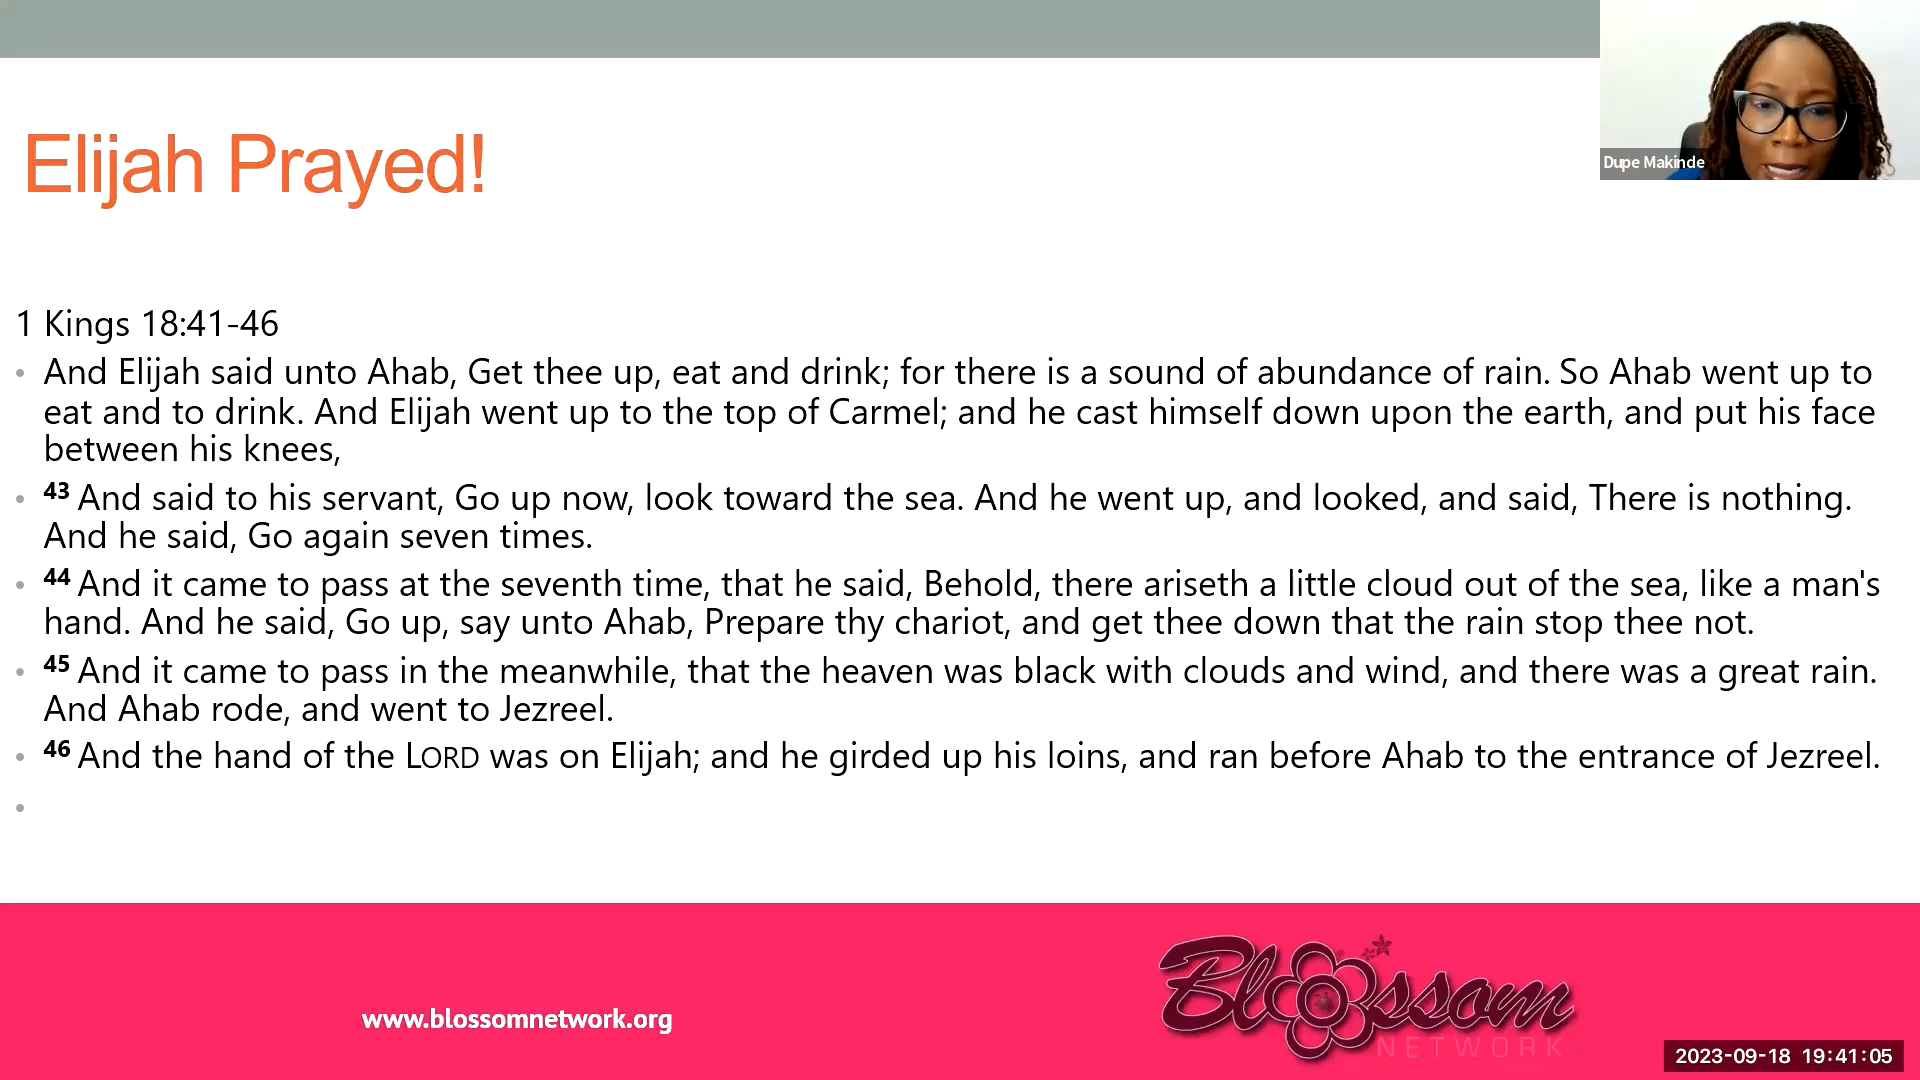 Elijah Prayed!
Dupe Makinde
1 Kings 18:41-46
• And Elijah said unto Ahab, Get thee up, eat and drink; for there is a sound of abundance of rain. So Ahab went up to
eat and to drink. And Elijah went up to the top of Carmel; and he cast himself down upon the earth, and put his face
between his knees,
• 43 And said to his servant, Go up now, look toward the sea. And he went up, and looked, and said, There is nothing.
And he said, Go again seven times.
• 44 And it came to pass at the seventh time, that he said, Behold, there ariseth a little cloud out of the sea, like a man's
hand. And he said, Go up, say unto Ahab, Prepare thy chariot, and get thee down that the rain stop thee not.
• 45 And it came to pass in the meanwhile, that the heaven was black with clouds and wind, and there was a great rain.
And Ahab rode, and went to Jezreel.
• 46 And the hand of the LORD was on Elijah; and he girded up his loins, and ran before Ahab to the entrance of Jezreel.
•
www.blossomnetwork.org
Blossom
NETWORK
2023-09-18 19:41:05